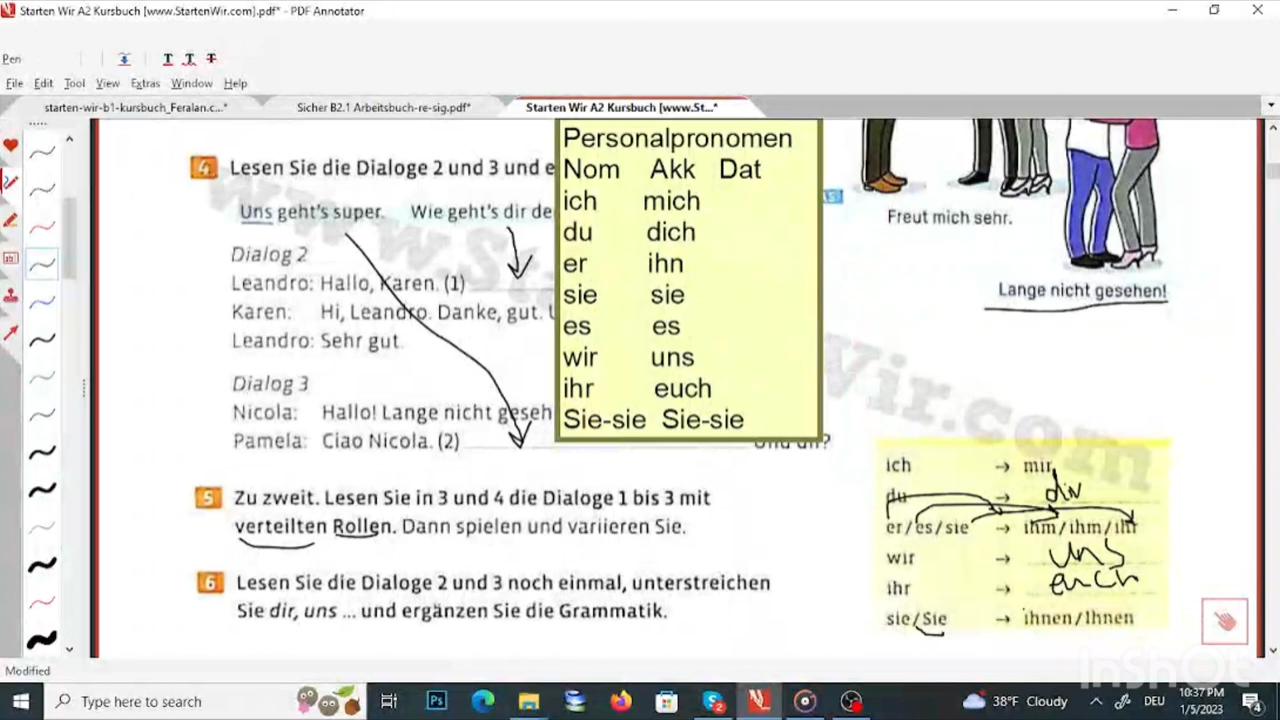 Starten Wir A2 Kursbuch [www.StartenWir.com].pdf* - PDF Annotator
Pen
File Edit Tool View Extras Window Help
starten-wir-b1-kursbuch_Feralan.c...* Sicher B2.1 Arbeitsbuch-re-sig.pdf* Starten Wir A2 Kursbuch [www.St...*
4 Lesen Sie die Dialoge 2 und 3 und e
Uns geht's super. Wie geht's dir de
Dialog 2
Leandro: Hallo, Karen. (1)
Karen: Hi, Leandro. Danke, gut. U
Leandro: Sehr gut.
Dialog 3
Nicola: Hallo! Lange nicht geseh
Pamela: Ciao Nicola. (2) Und dir?
5 Zu zweit. Lesen Sie in 3 und 4 die Dialoge 1 bis 3 mit
verteilten Rollen. Dann spielen und variieren Sie.
6 Lesen Sie die Dialoge 2 und 3 noch einmal, unterstreichen
Sie dir, uns ... und ergänzen Sie die Grammatik.
Personalpronomen
Nom Akk Dat
ich mich
du dich
er ihn
sie sie
es es
wir uns
ihr euch
Sie-sie Sie-sie
Freut mich sehr.
Lange nicht gesehen!
ich → mir
du → dir
er/es/sie → ihm/ihm/ihr
wir → uns
ihr → euch
sie/Sie → ihnen/Ihnen
Modified
InShOt
Type here to search
38°F Cloudy
DEU
10:37 PM
1/5/2023